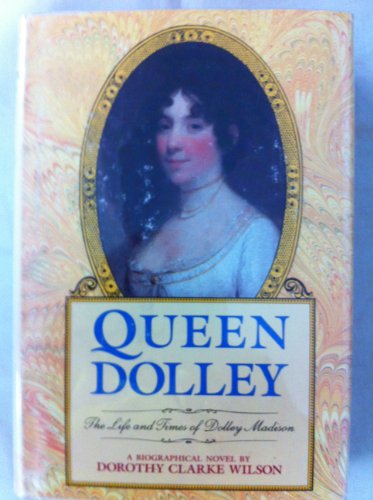 QUEEN
DOLLEY
The Life and Times of Dolley Madison
A BIOGRAPHICAL NOVEL BY
DOROTHY CLARKE WILSON